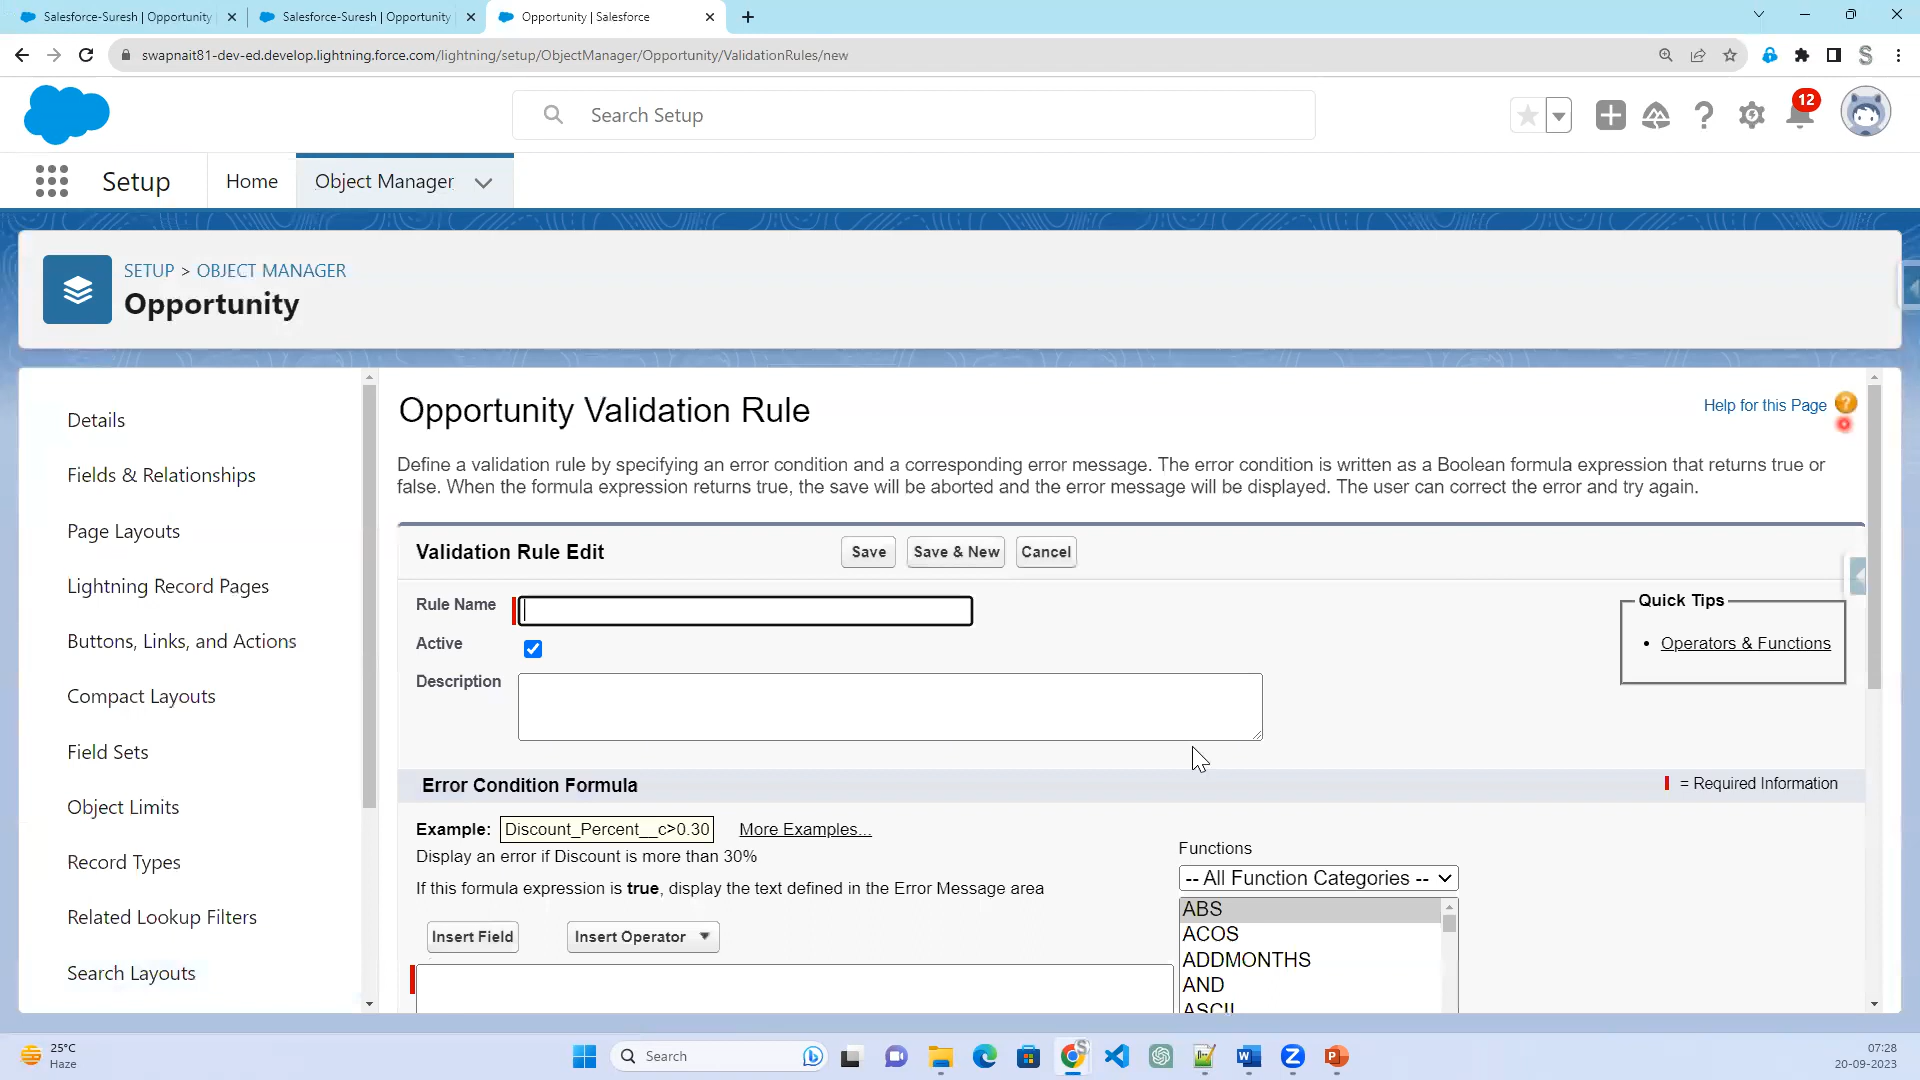 Salesforce-Suresh | Opportunity
Salesforce-Suresh | Opportunity
Opportunity | Salesforce
swapnait81-dev-ed.develop.lightning.force.com/lightning/setup/ObjectManager/Opportunity/ValidationRules/new
Search Setup
12
Setup
Home
Object Manager
SETUP > OBJECT MANAGER
Opportunity
Details
Fields & Relationships
Page Layouts
Lightning Record Pages
Buttons, Links, and Actions
Compact Layouts
Field Sets
Object Limits
Record Types
Related Lookup Filters
Search Layouts
Opportunity Validation Rule
Help for this Page
Define a validation rule by specifying an error condition and a corresponding error message. The error condition is written as a Boolean formula expression that returns true or
false. When the formula expression returns true, the save will be aborted and the error message will be displayed. The user can correct the error and try again.
Validation Rule Edit
Save
Save & New
Cancel
Rule Name
Active
Description
Quick Tips
• Operators & Functions
Error Condition Formula
= Required Information
Example: Discount_Percent__c>0.30 More Examples...
Display an error if Discount is more than 30%
If this formula expression is true, display the text defined in the Error Message area
Insert Field
Insert Operator
Functions
-- All Function Categories --
ABS
ACOS
ADDMONTHS
AND
ASCII
25°C
Haze
Search
07:28
20-09-2023